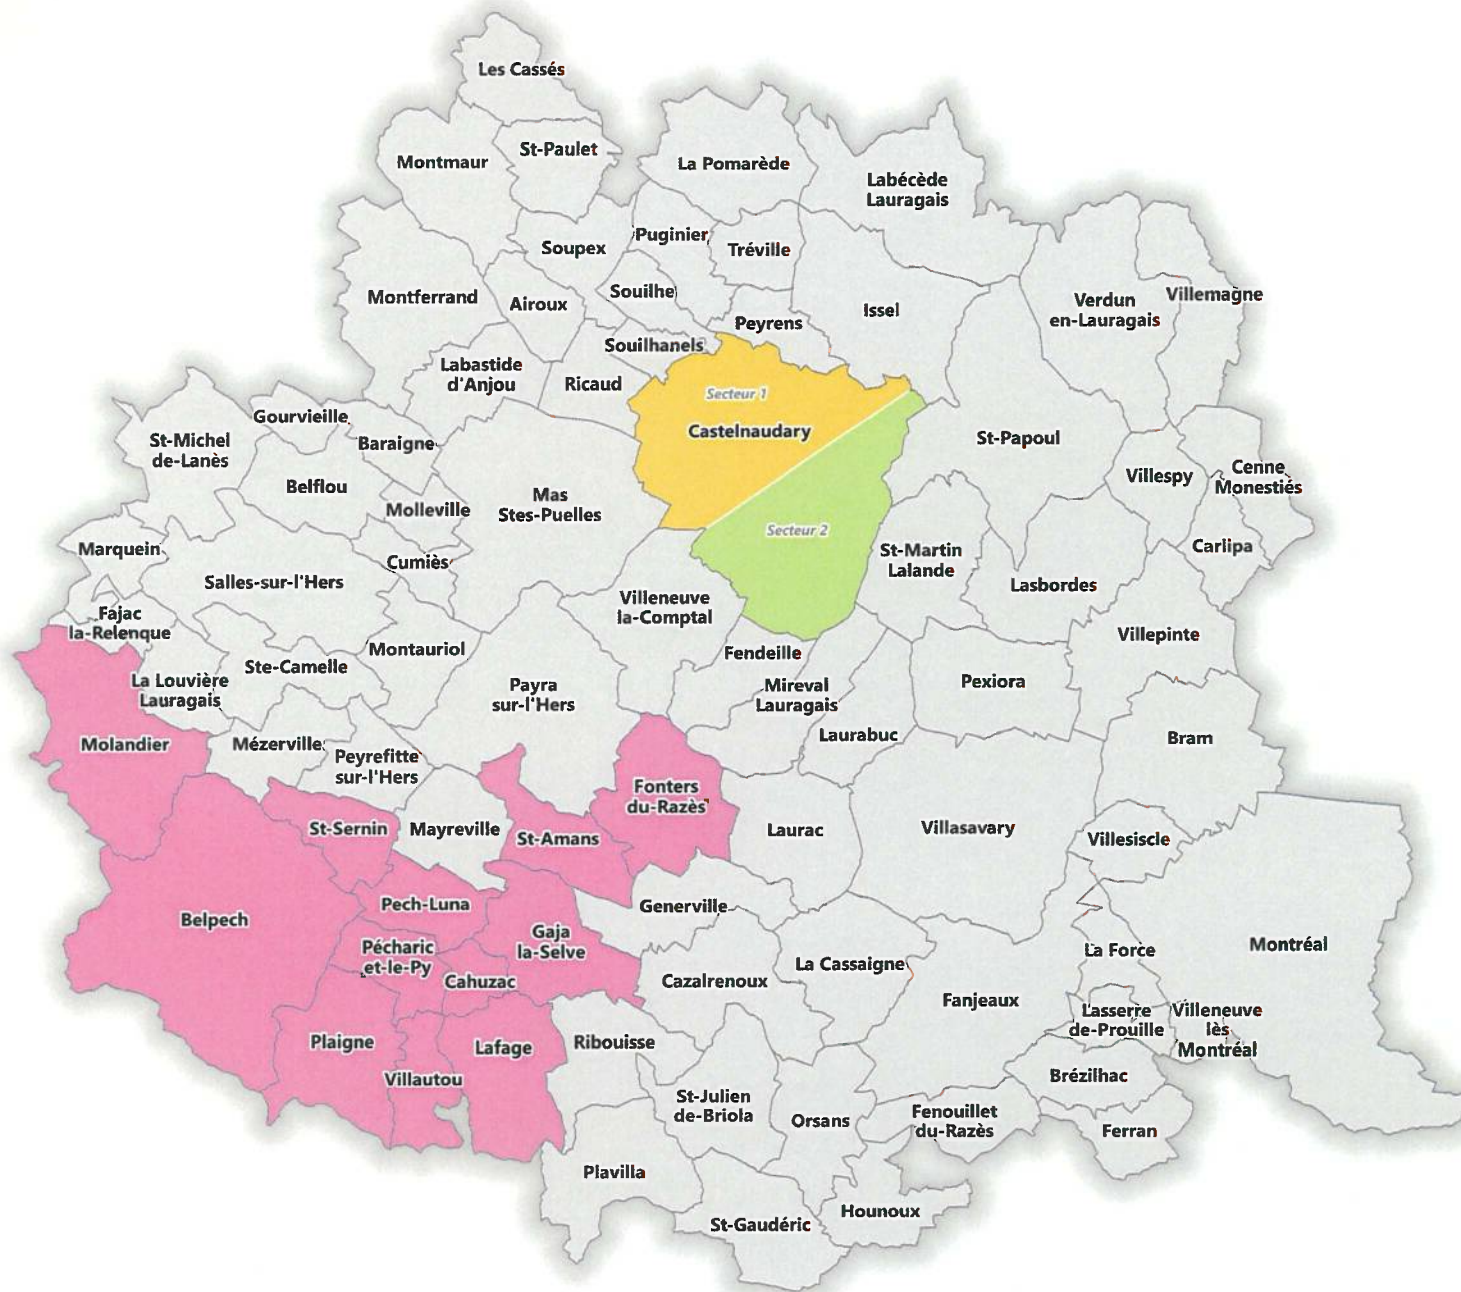 Les Cassés
Montmaur
St-Paulet
La Pomarède
Labécède
Lauragais
Soupex
Puginier
Tréville
Montferrand
Airoux
Souilhe
Peyrens
Issel
Verdun
en-Lauragais
Villemagne
Souilhanels
Labastide
d'Anjou
Ricaud
Secteur 1
Castelnaudary
Gourvieille
Baraigne
St-Michel
de-Lanès
Belflou
Molleville
Mas
Stes-Puelles
St-Papoul
Villespy
Cenne
Monestiés
Secteur 2
Marquein
Salles-sur-l'Hers
Cumiès
St-Martin
Lalande
Lasbordes
Carlipa
Fajac
la-Relenque
Villeneuve
la-Comptal
Villepinte
La Louvière
Lauragais
Ste-Camelle
Montauriol
Payra
sur-l'Hers
Fendeille
Mireval
Lauragais
Pexiora
Molandier
Mézerville
Peyrefitte
sur-l'Hers
Laurabuc
Bram
Fonters
du-Razès
St-Sernin
Mayreville
St-Amans
Laurac
Villasavary
Villesiscle
Belpech
Pech-Luna
Generville
Gaja
la-Selve
Pécharic
et-le-Py
Cahuzac
Cazalrenoux
La Cassaigne
La Force
Montréal
Fanjeaux
Lasserre
de-Prouille
Villeneuve
lès
Montréal
Plaigne
Lafage
Ribouisse
Villautou
St-Julien
de-Briola
Orsans
Brézilhac
Fenouillet
du-Razès
Ferran
Plavilla
St-Gaudéric
Hounoux